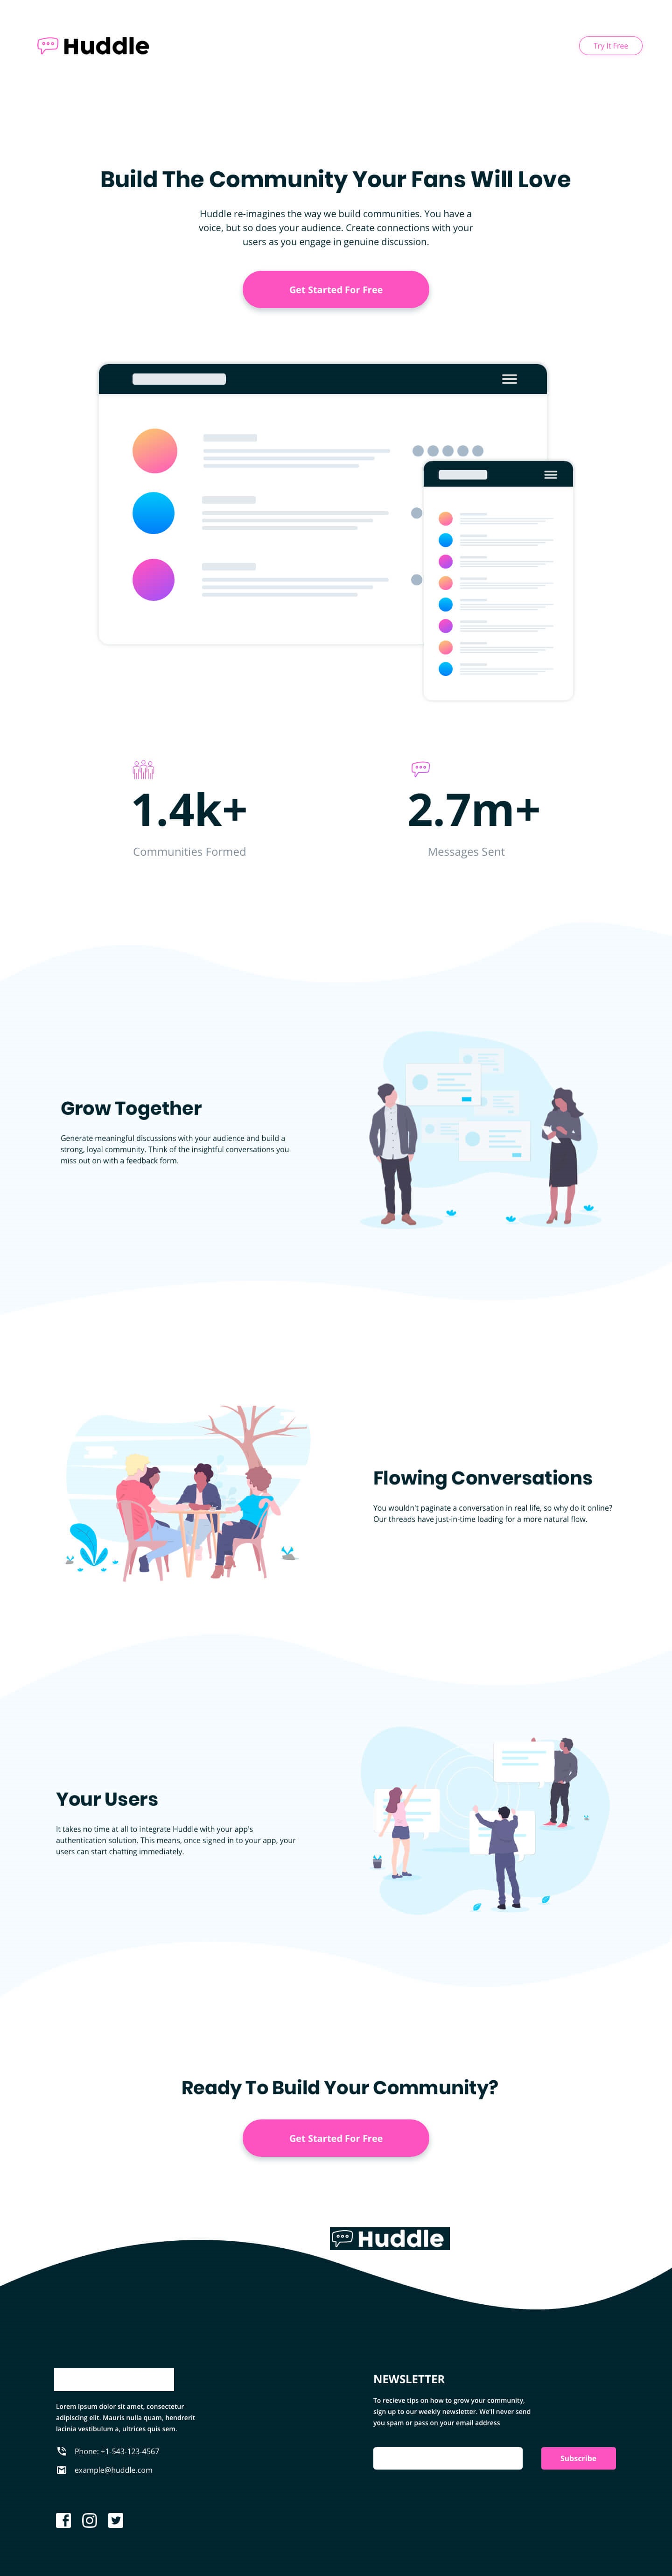 Huddle
Try It Free
Build The Community Your Fans Will Love
Huddle re-imagines the way we build communities. You have a
voice, but so does your audience. Create connections with your
users as you engage in genuine discussion.
Get Started For Free
1.4k+
Communities Formed
2.7m+
Messages Sent
Grow Together
Generate meaningful discussions with your audience and build a
strong, loyal community. Think of the insightful conversations you
miss out on with a feedback form.
Flowing Conversations
You wouldn't paginate a conversation in real life, so why do it online?
Our threads have just-in-time loading for a more natural flow.
Your Users
It takes no time at all to integrate Huddle with your app's
authentication solution. This means, once signed in to your app, your
users can start chatting immediately.
Ready To Build Your Community?
Get Started For Free
Huddle
Lorem ipsum dolor sit amet, consectetur
adipiscing elit. Mauris nulla quam, hendrerit
lacinia vestibulum a, ultrices quis sem.
Phone: +1-543-123-4567
example@huddle.com
NEWSLETTER
To recieve tips on how to grow your community,
sign up to our weekly newsletter. We'll never send
you spam or pass on your email address
Subscribe